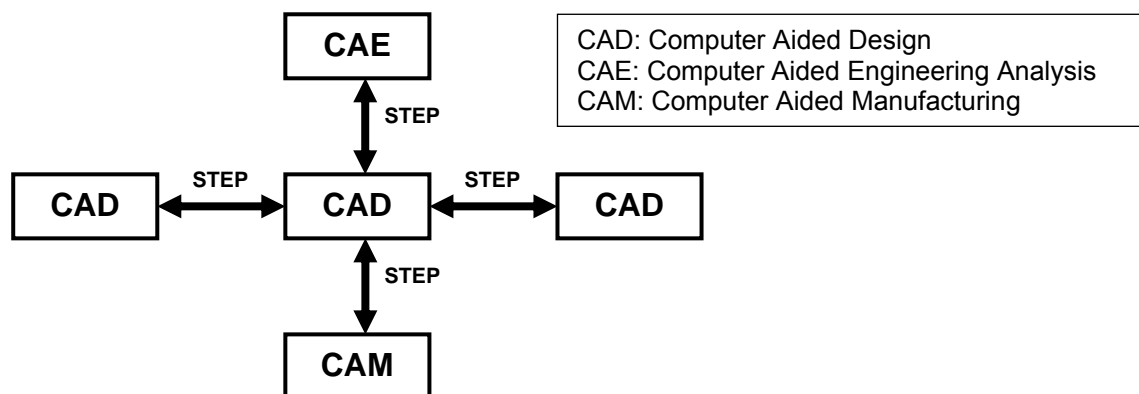 CAE
CAD: Computer Aided Design
CAE: Computer Aided Engineering Analysis
CAM: Computer Aided Manufacturing
STEP
STEP
STEP
CAD
CAD
CAD
STEP
CAM